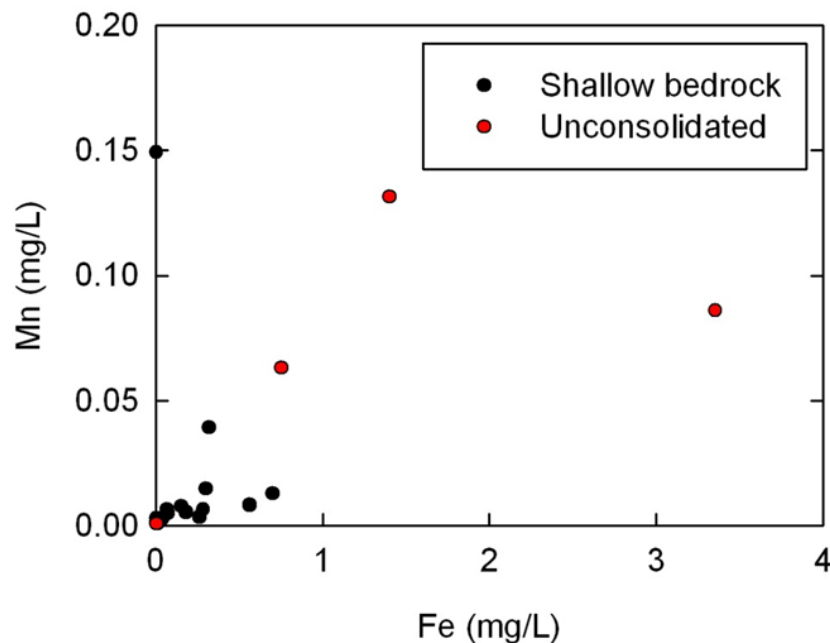 0.20
Shallow bedrock
Unconsolidated
0.15
0.10
0.05
0.00
Mn (mg/L)
0 1 2 3 4
Fe (mg/L)